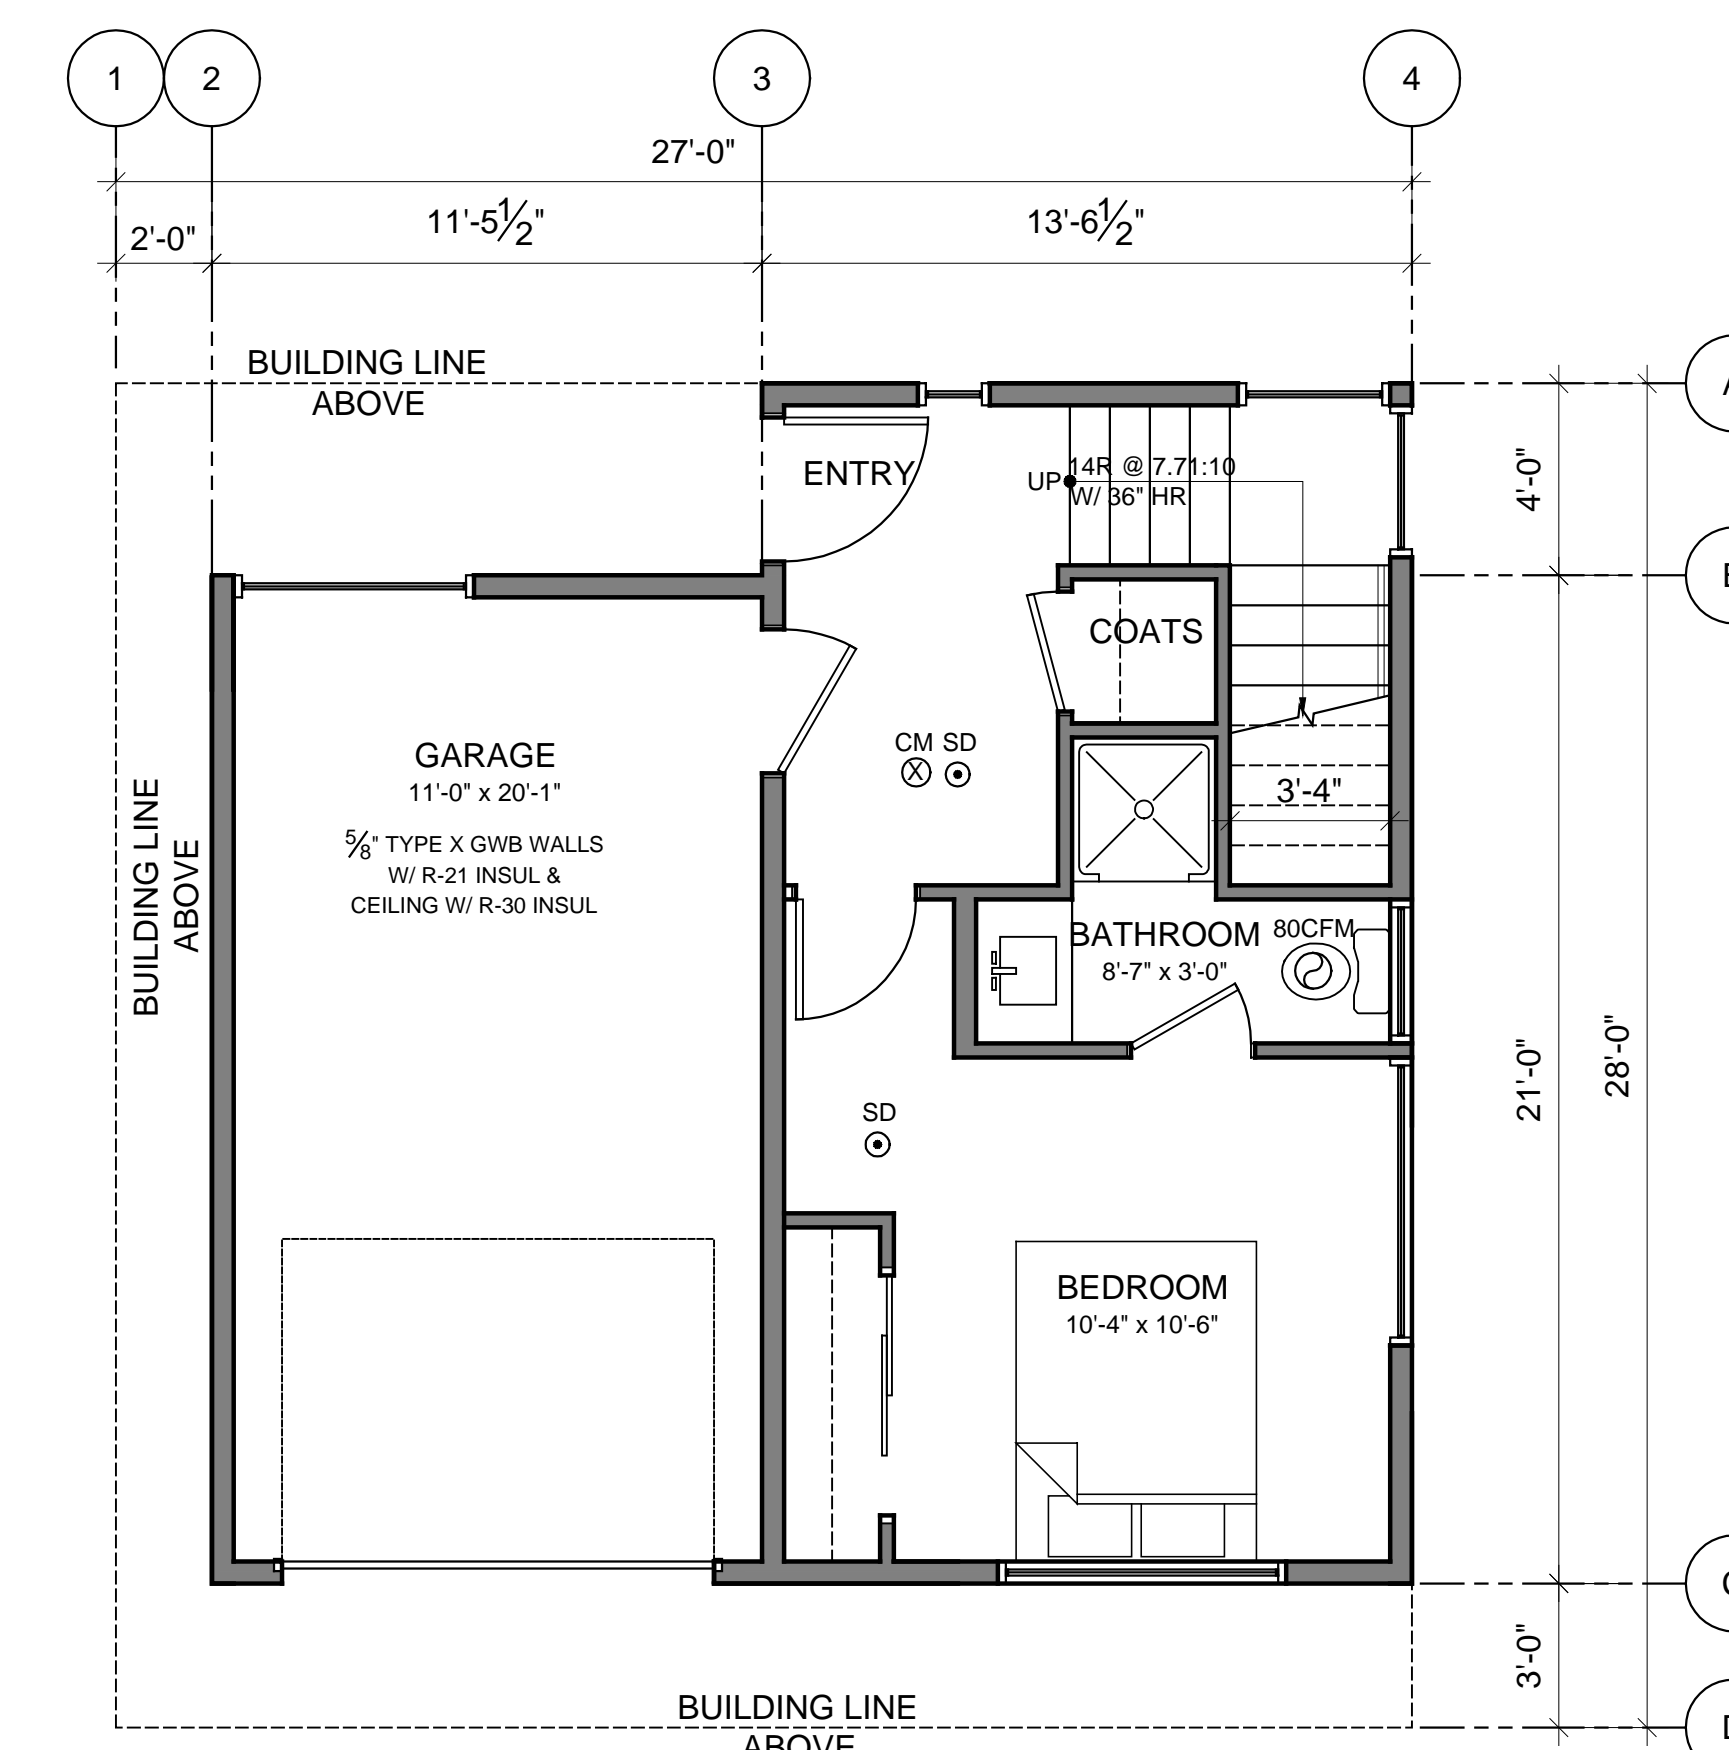 1 2 3 4
27'-0"
2'-0" 11'-5½" 13'-6½"
BUILDING LINE
ABOVE
A
ENTRY
UP 14R @ 7.71:10
W/ 36" HR
4'-0"
COATS
GARAGE
11'-0" x 20'-1"
⅝" TYPE X GWB WALLS
W/ R-21 INSUL &
CEILING W/ R-30 INSUL
BUILDING LINE
ABOVE
CM SD
X
3'-4"
BATHROOM
8'-7" x 3'-0"
80CFM
21'-0"
28'-0"
SD
BEDROOM
10'-4" x 10'-6"
3'-0"
BUILDING LINE
ABOVE